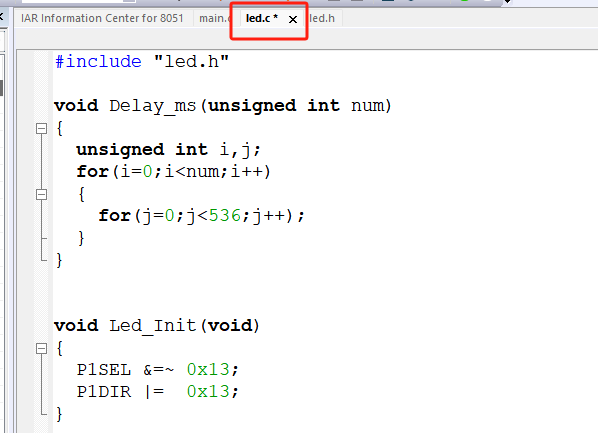 IAR Information Center for 8051 main.c led.c * × led.h
#include "led.h"
void Delay_ms(unsigned int num)
{
unsigned int i,j;
for(i=0;i<num;i++)
{
for(j=0;j<536;j++);
}
}
void Led_Init(void)
{
P1SEL &=~ 0x13;
P1DIR |= 0x13;
}